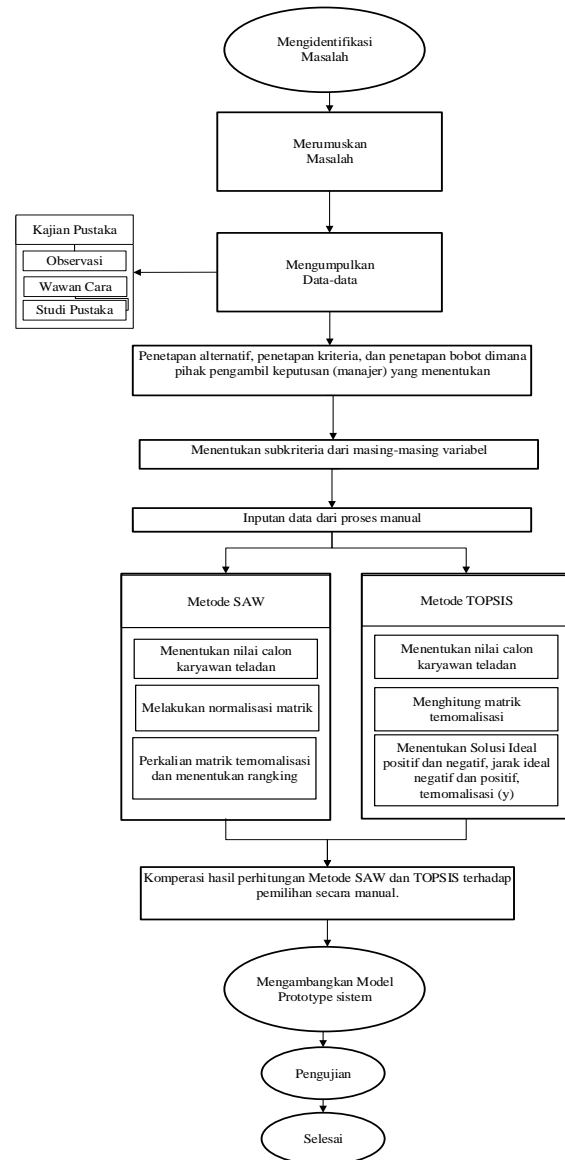 Mengidentifikasi
Masalah
Merumuskan
Masalah
Kajian Pustaka
Observasi
Wawan Cara
Studi Pustaka
Mengumpulkan
Data-data
Penetapan alternatif, penetapan kriteria, dan penetapan bobot dimana
pihak pengambil keputusan (manajer) yang menentukan
Menentukan subkriteria dari masing-masing variabel
Inputan data dari proses manual
Metode SAW
Menentukan nilai calon
karyawan teladan
Melakukan normalisasi matrik
Perkalian matrik ternomalisasi
dan menentukan rangking
Metode TOPSIS
Menentukan nilai calon
karyawan teladan
Menghitung matrik
ternomalisasi
Menentukan Solusi Ideal
positif dan negatif, jarak ideal
negatif dan positif,
ternomalisasi (y)
Komperasi hasil perhitungan Metode SAW dan TOPSIS terhadap
pemilihan secara manual.
Mengambangkan Model
Prototype sistem
Pengujian
Selesai